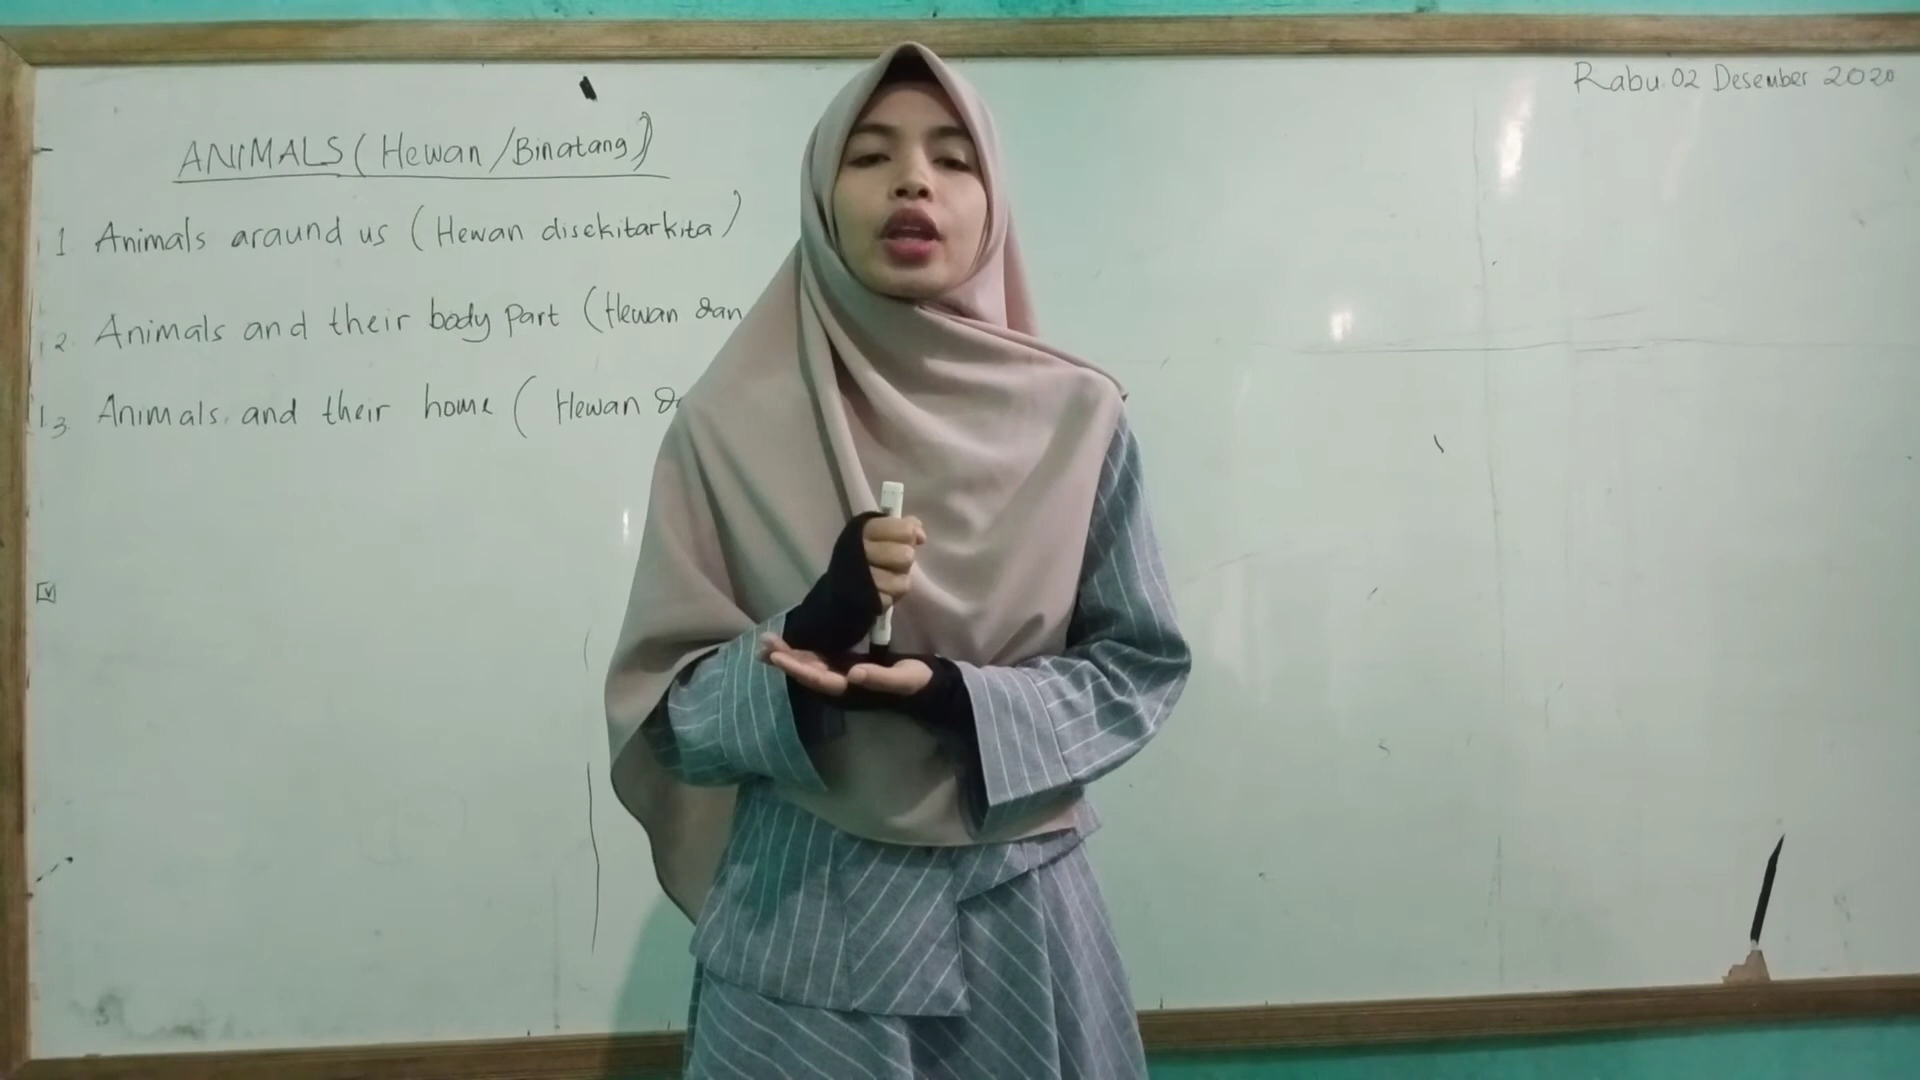 Rabu 02 Desember 2020
ANIMALS (Hewan/Binatang)
1 Animals araund us (Hewan disekitarkita)
2. Animals and their body part (Hewan dan
3. Animals and their home ( Hewan